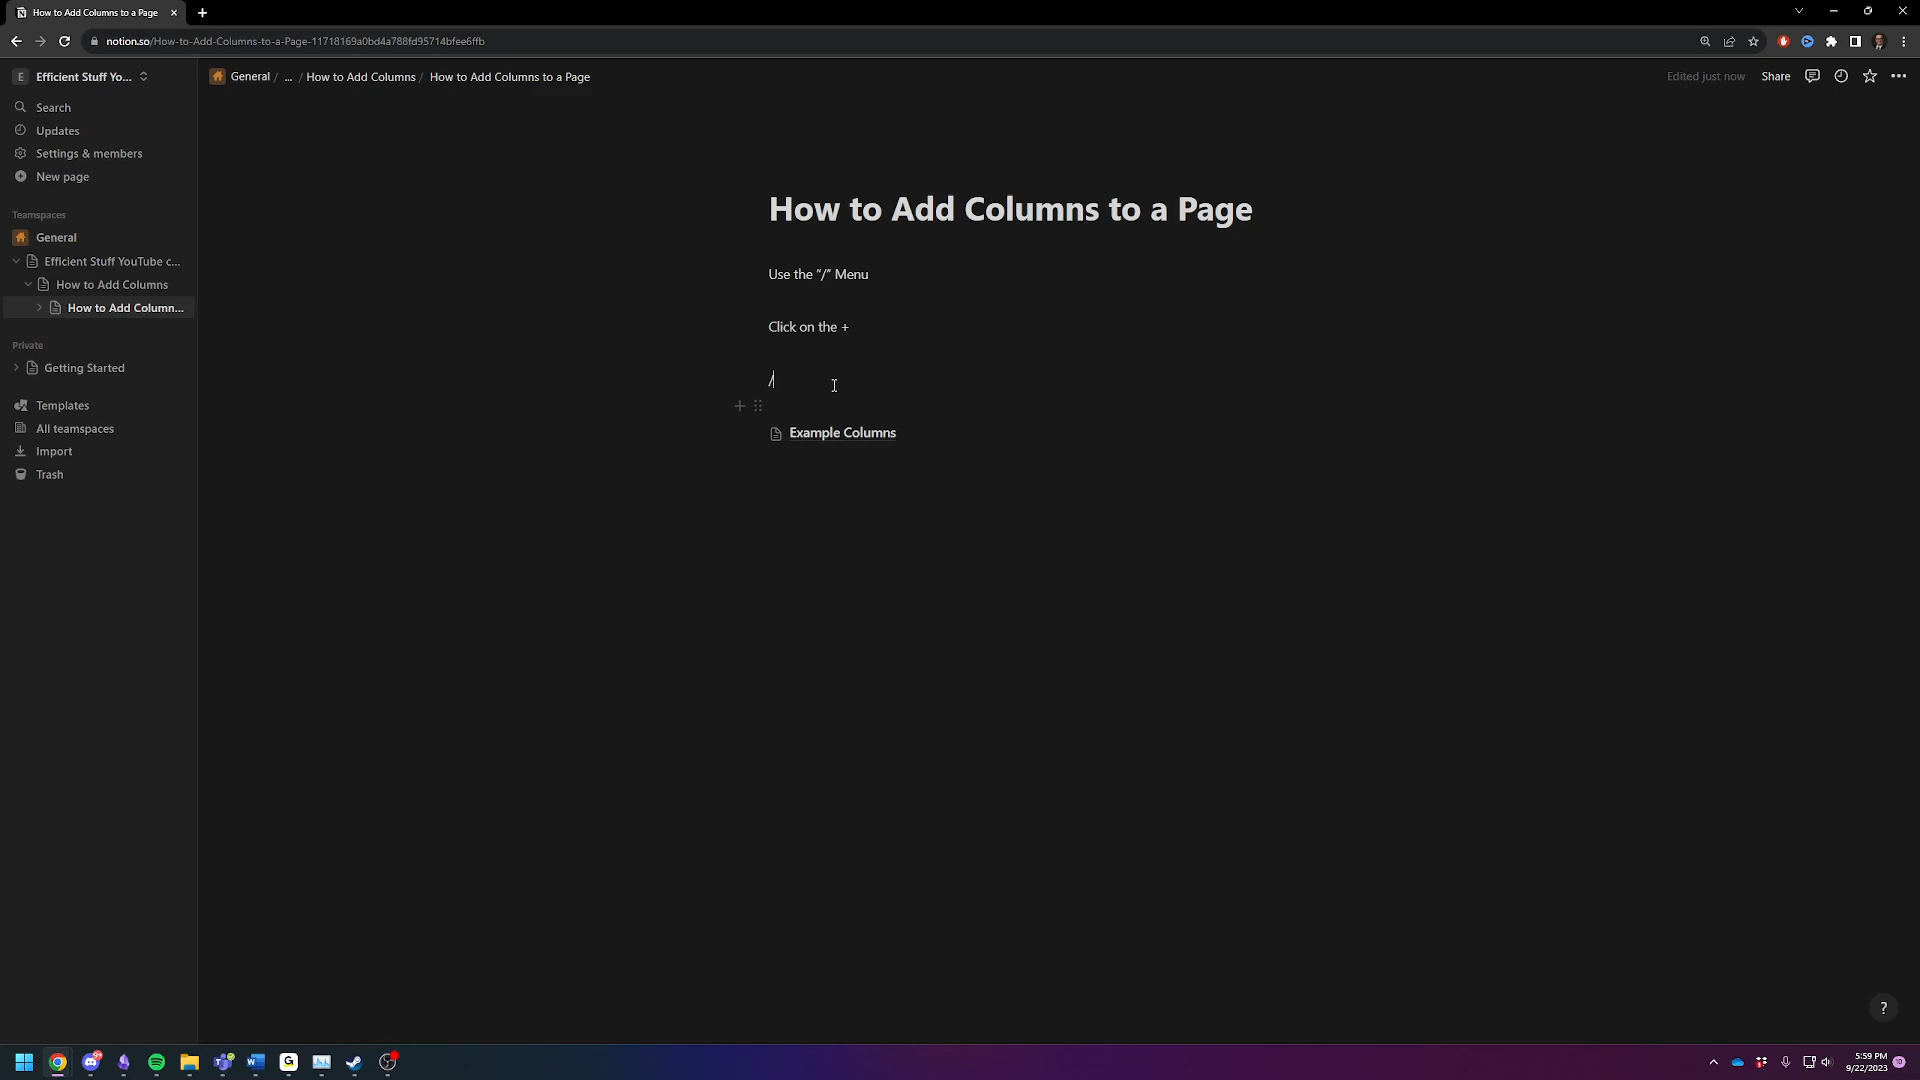 How to Add Columns to a Page
notion.so/How-to-Add-Columns-to-a-Page-11718169a0bd4a788fd95714bfee6ffb
E Efficient Stuff Yo...
General / ... / How to Add Columns / How to Add Columns to a Page
Edited just now
Share
Search
Updates
Settings & members
New page
Teamspaces
General
Efficient Stuff YouTube c...
How to Add Columns
How to Add Column...
Private
Getting Started
Templates
All teamspaces
Import
Trash
How to Add Columns to a Page
Use the “/” Menu
Click on the +
/
Example Columns
?
5:59 PM
9/22/2023
10